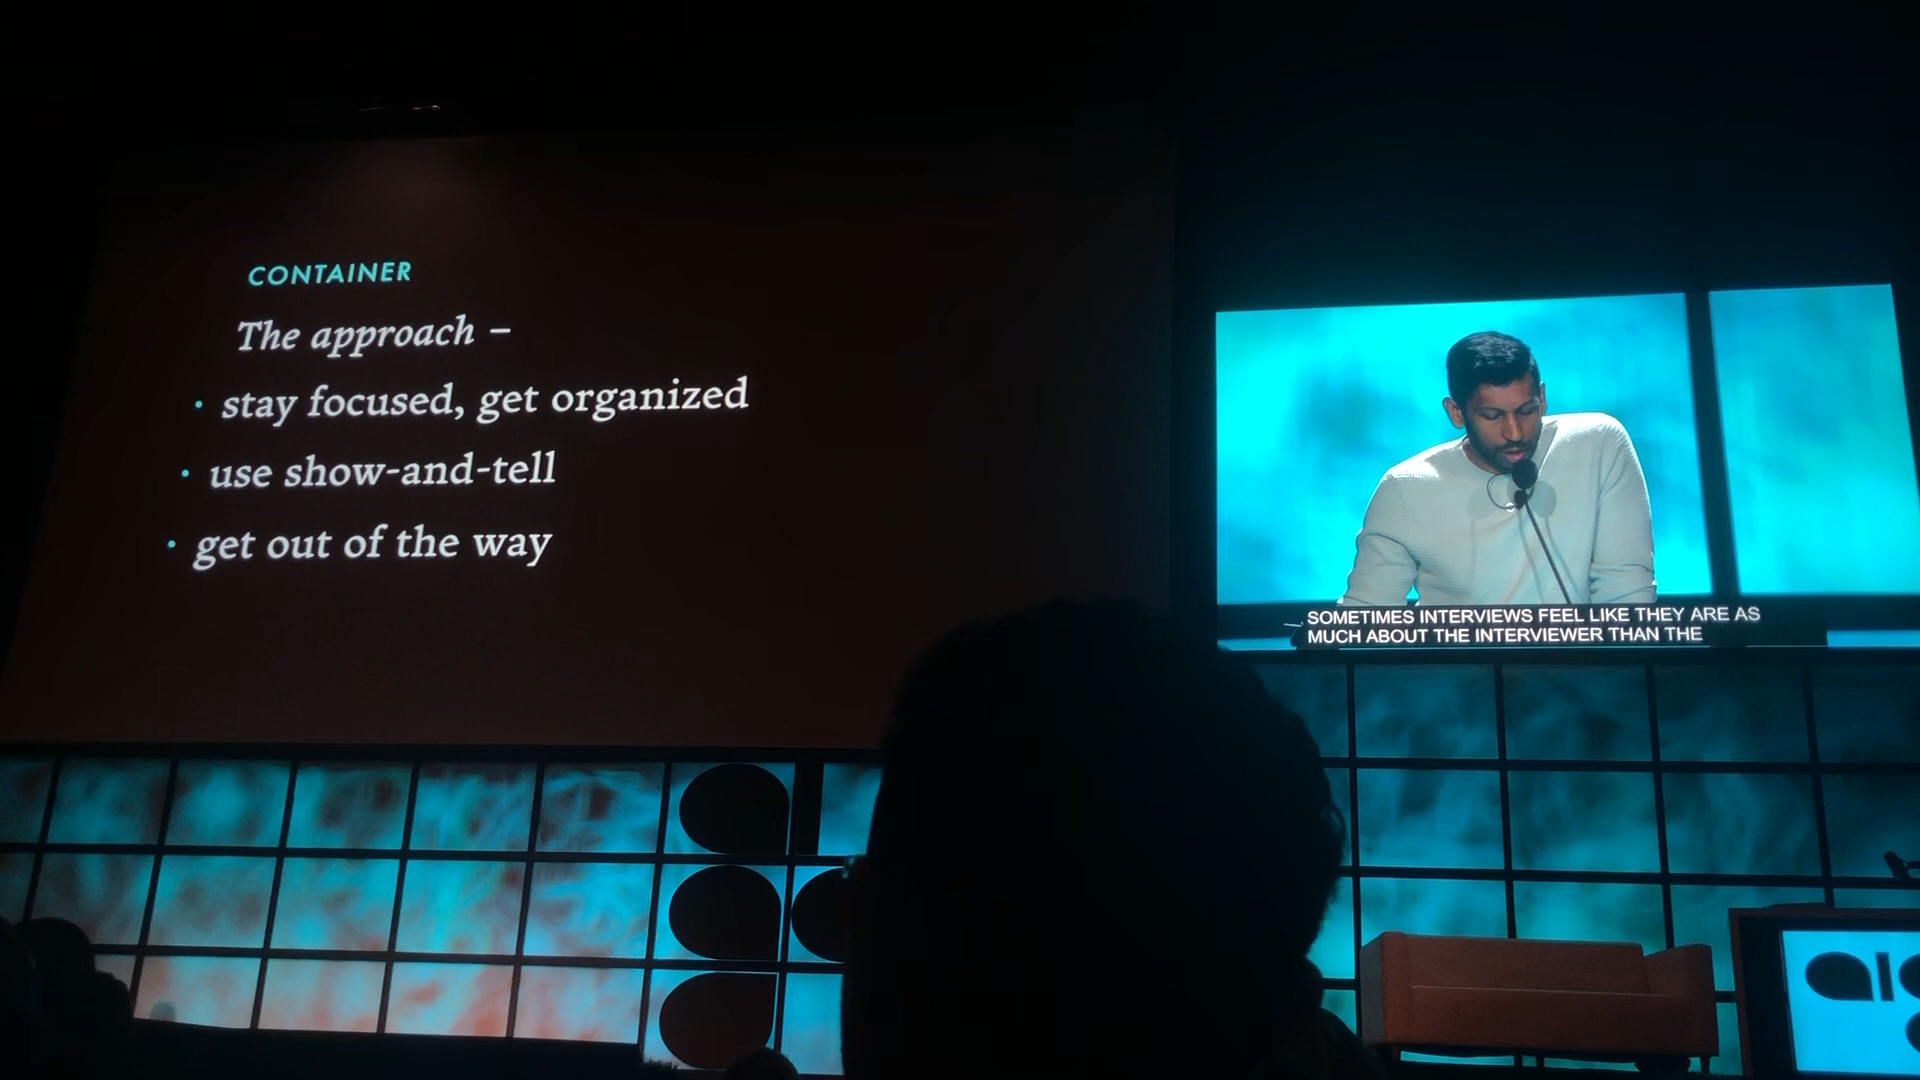 CONTAINER
The approach –
• stay focused, get organized
• use show-and-tell
• get out of the way
SOMETIMES INTERVIEWS FEEL LIKE THEY ARE AS
MUCH ABOUT THE INTERVIEWER THAN THE